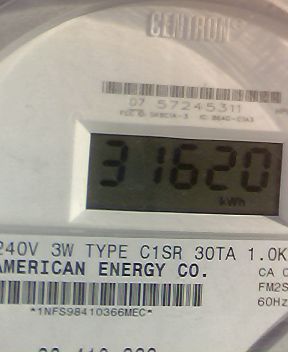 CENTRON
07 57245311
31620
kWh
240V 3W TYPE C1SR 30TA 1.0K
AMERICAN ENERGY CO.
CA
FM2S
60Hz
*1NFS98410366MEC*